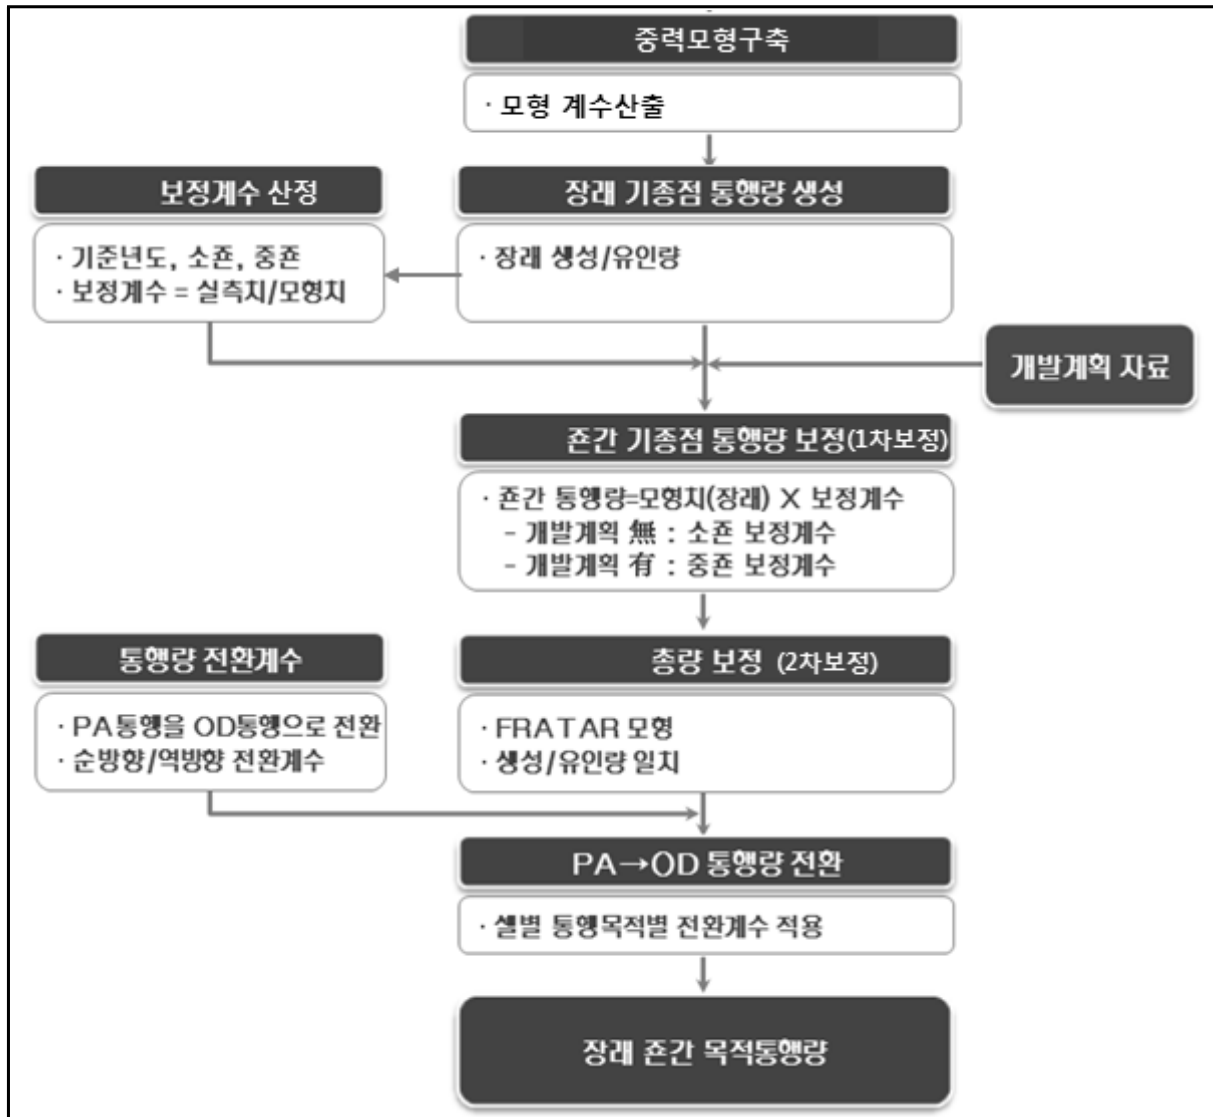 중력모형구축
· 모형 계수산출
보정계수 산정
· 기준년도, 소죤, 중죤
· 보정계수 = 실측치/모형치
장래 기종점 통행량 생성
· 장래 생성/유인량
개발계획 자료
죤간 기종점 통행량 보정(1차보정)
· 죤간 통행량=모형치(장래) X 보정계수
- 개발계획 無 : 소죤 보정계수
- 개발계획 有 : 중죤 보정계수
통행량 전환계수
· PA통행을 OD통행으로 전환
· 순방향/역방향 전환계수
총량 보정 (2차보정)
· FRATAR 모형
· 생성/유인량 일치
PA→OD 통행량 전환
· 셀별 통행목적별 전환계수 적용
장래 죤간 목적통행량